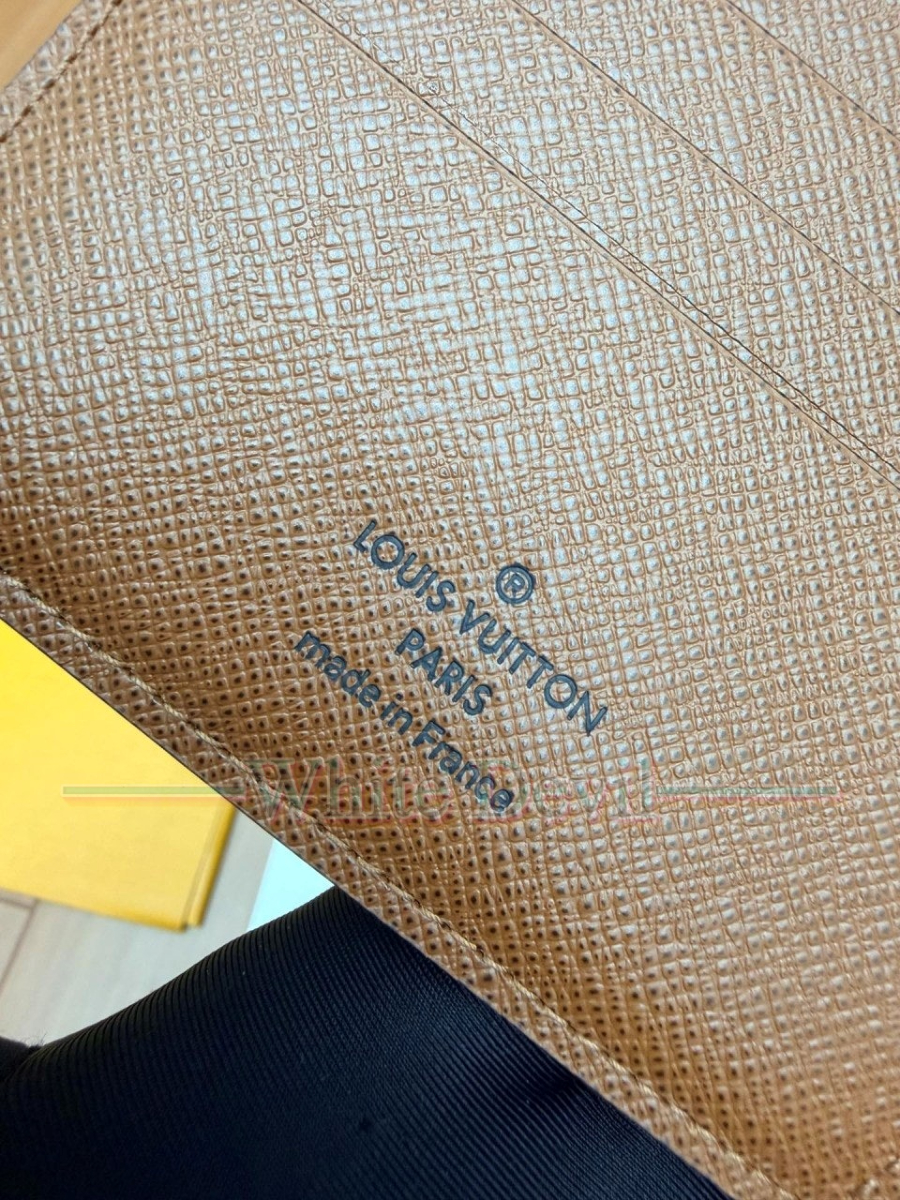 ®
LOUIS VUITTON
PARIS
made in France
White Devil